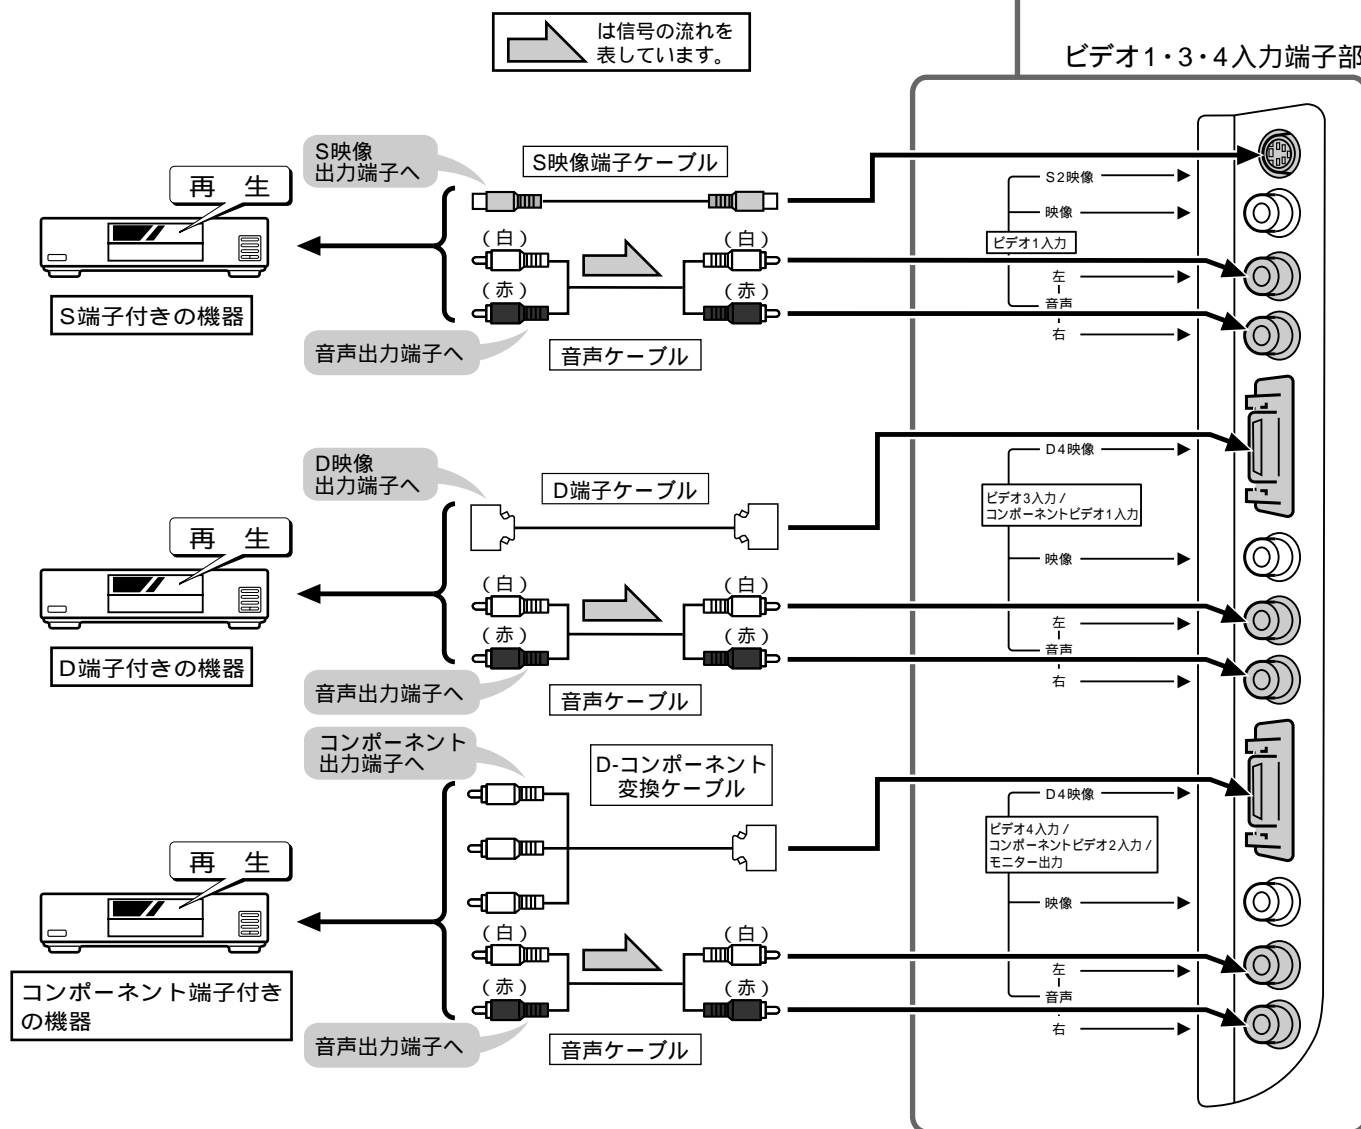 は信号の流れを
表しています。
ビデオ1・3・4入力端子部
S映像
出力端子へ
S映像端子ケーブル
再 生
(白)
(白)
(赤)
(赤)
S端子付きの機器
音声出力端子へ
音声ケーブル
S2映像
映像
ビデオ1入力
左
音声
右
D映像
出力端子へ
D端子ケーブル
再 生
(白)
(白)
(赤)
(赤)
D端子付きの機器
音声出力端子へ
音声ケーブル
D4映像
ビデオ3入力/
コンポーネントビデオ1入力
映像
左
音声
右
コンポーネント
出力端子へ
D-コンポーネント
変換ケーブル
再 生
(白)
(白)
(赤)
(赤)
コンポーネント端子付き
の機器
音声出力端子へ
音声ケーブル
D4映像
ビデオ4入力/
コンポーネントビデオ2入力/
モニター出力
映像
左
音声
右